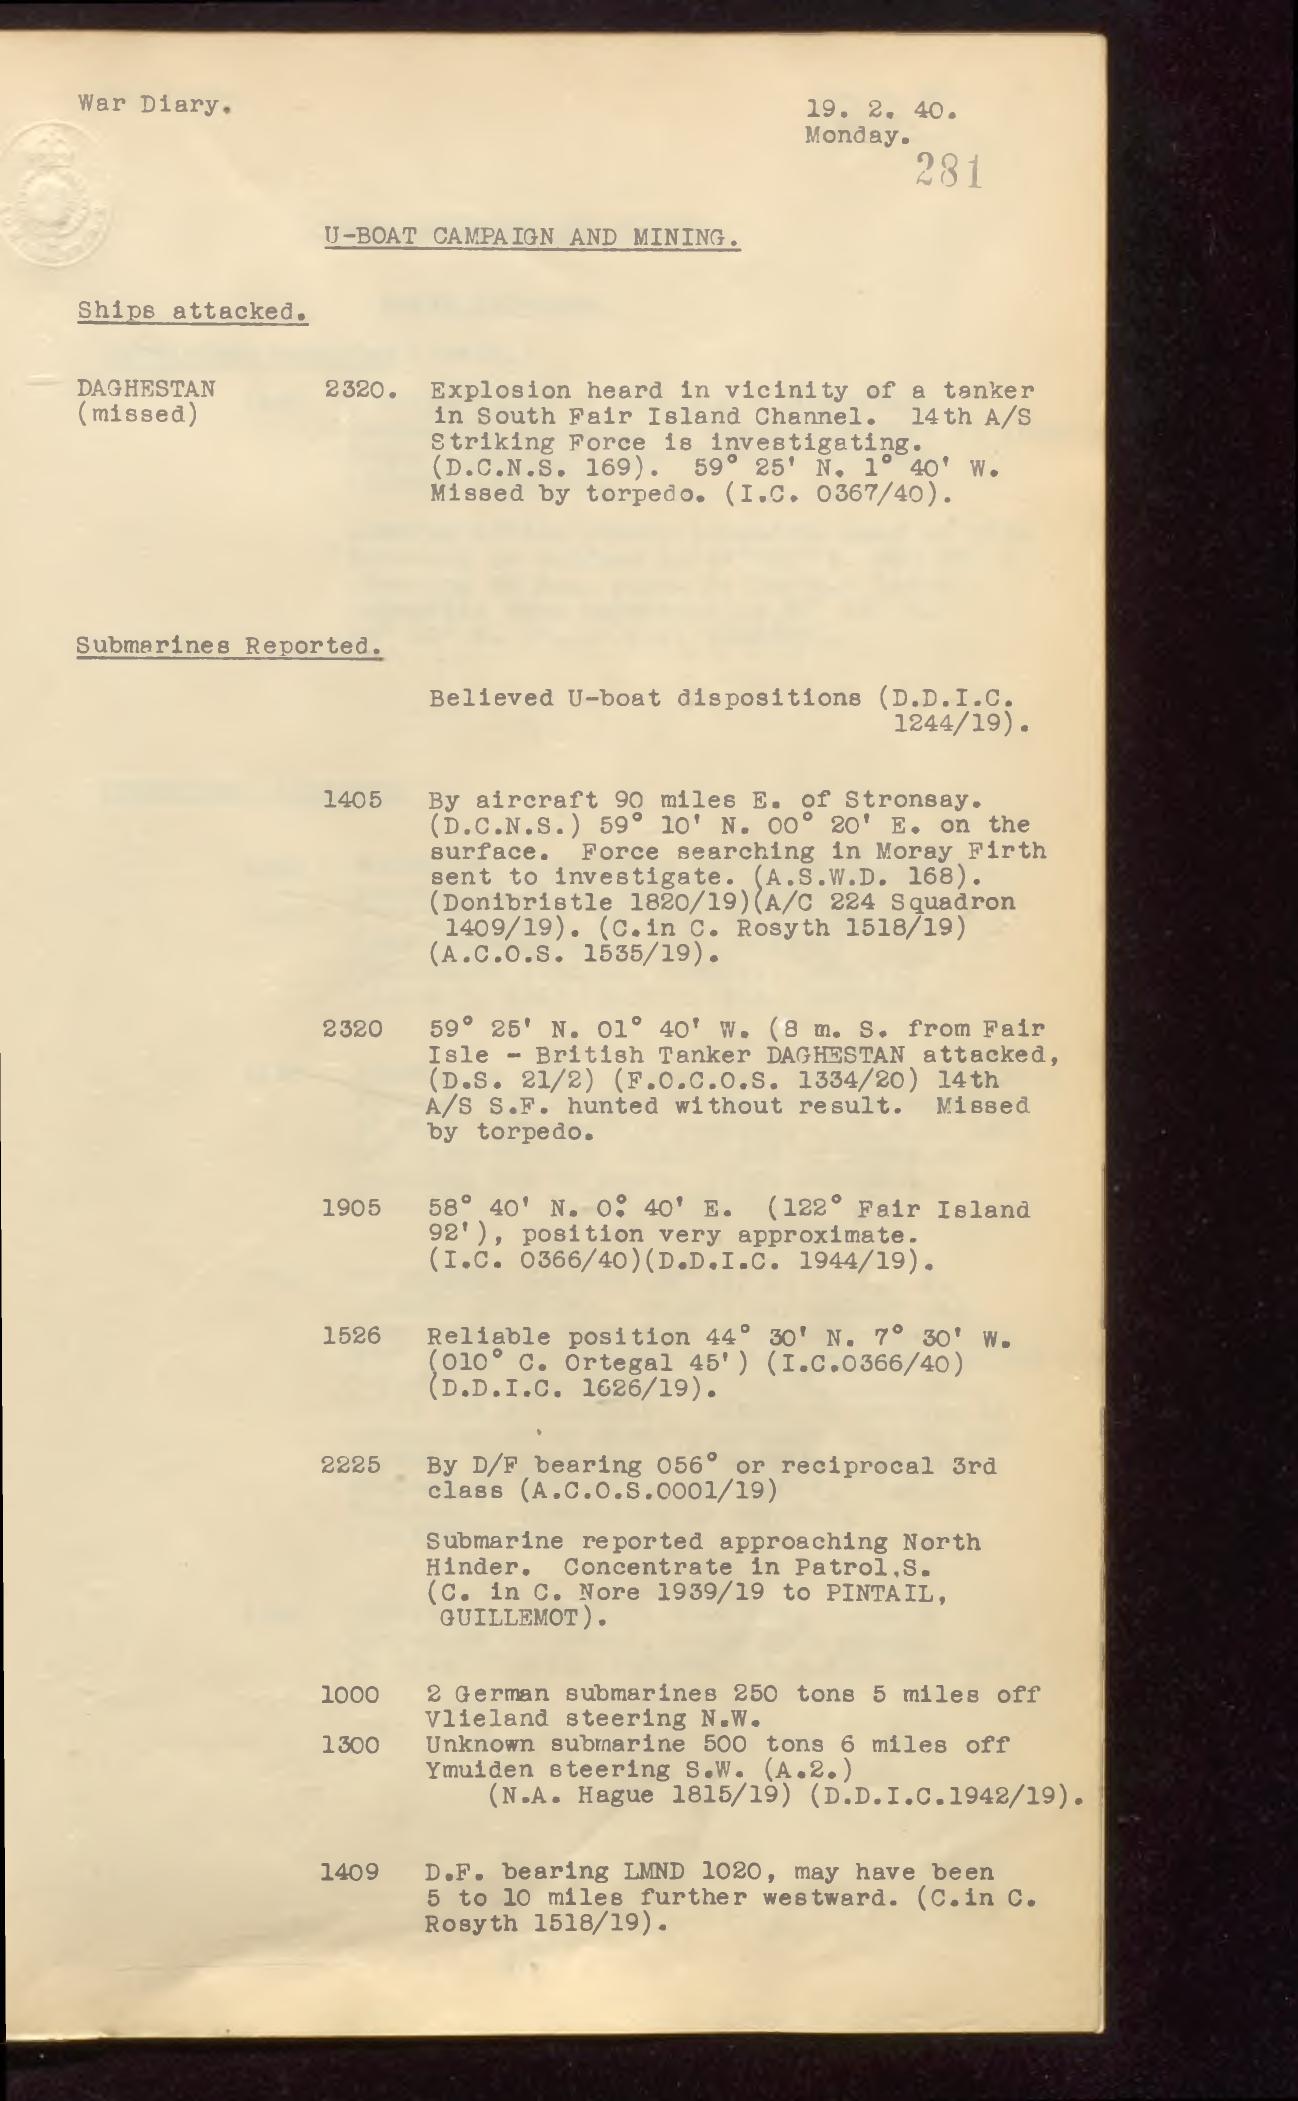 War Diary.
19. 2. 40.
Monday.
281
U-BOAT CAMPAIGN AND MINING.
Ships attacked.
DAGHESTAN 2320. Explosion heard in vicinity of a tanker
(missed) in South Fair Island Channel. 14th A/S
Striking Force is investigating.
(D.C.N.S. 169). 59° 25' N. 1° 40' W.
Missed by torpedo. (I.C. 0367/40).
Submarines Reported.
Believed U-boat dispositions (D.D.I.C.
1244/19).
1405 By aircraft 90 miles E. of Stronsay.
(D.C.N.S.) 59° 10' N. 00° 20' E. on the
surface. Force searching in Moray Firth
sent to investigate. (A.S.W.D. 168).
(Donibristle 1820/19)(A/C 224 Squadron
1409/19). (C.in C. Rosyth 1518/19)
(A.C.O.S. 1535/19).
2320 59° 25' N. 01° 40' W. (8 m. S. from Fair
Isle - British Tanker DAGHESTAN attacked,
(D.S. 21/2) (F.O.C.O.S. 1334/20) 14th
A/S S.F. hunted without result. Missed
by torpedo.
1905 58° 40' N. 0° 40' E. (122° Fair Island
92'), position very approximate.
(I.C. 0366/40)(D.D.I.C. 1944/19).
1526 Reliable position 44° 30' N. 7° 30' W.
(010° C. Ortegal 45') (I.C.0366/40)
(D.D.I.C. 1626/19).
2225 By D/F bearing 056° or reciprocal 3rd
class (A.C.O.S.0001/19)
Submarine reported approaching North
Hinder. Concentrate in Patrol.S.
(C. in C. Nore 1939/19 to PINTAIL,
GUILLEMOT).
1000 2 German submarines 250 tons 5 miles off
Vlieland steering N.W.
1300 Unknown submarine 500 tons 6 miles off
Ymuiden steering S.W. (A.2.)
(N.A. Hague 1815/19) (D.D.I.C.1942/19).
1409 D.F. bearing LMND 1020, may have been
5 to 10 miles further westward. (C.in C.
Rosyth 1518/19).